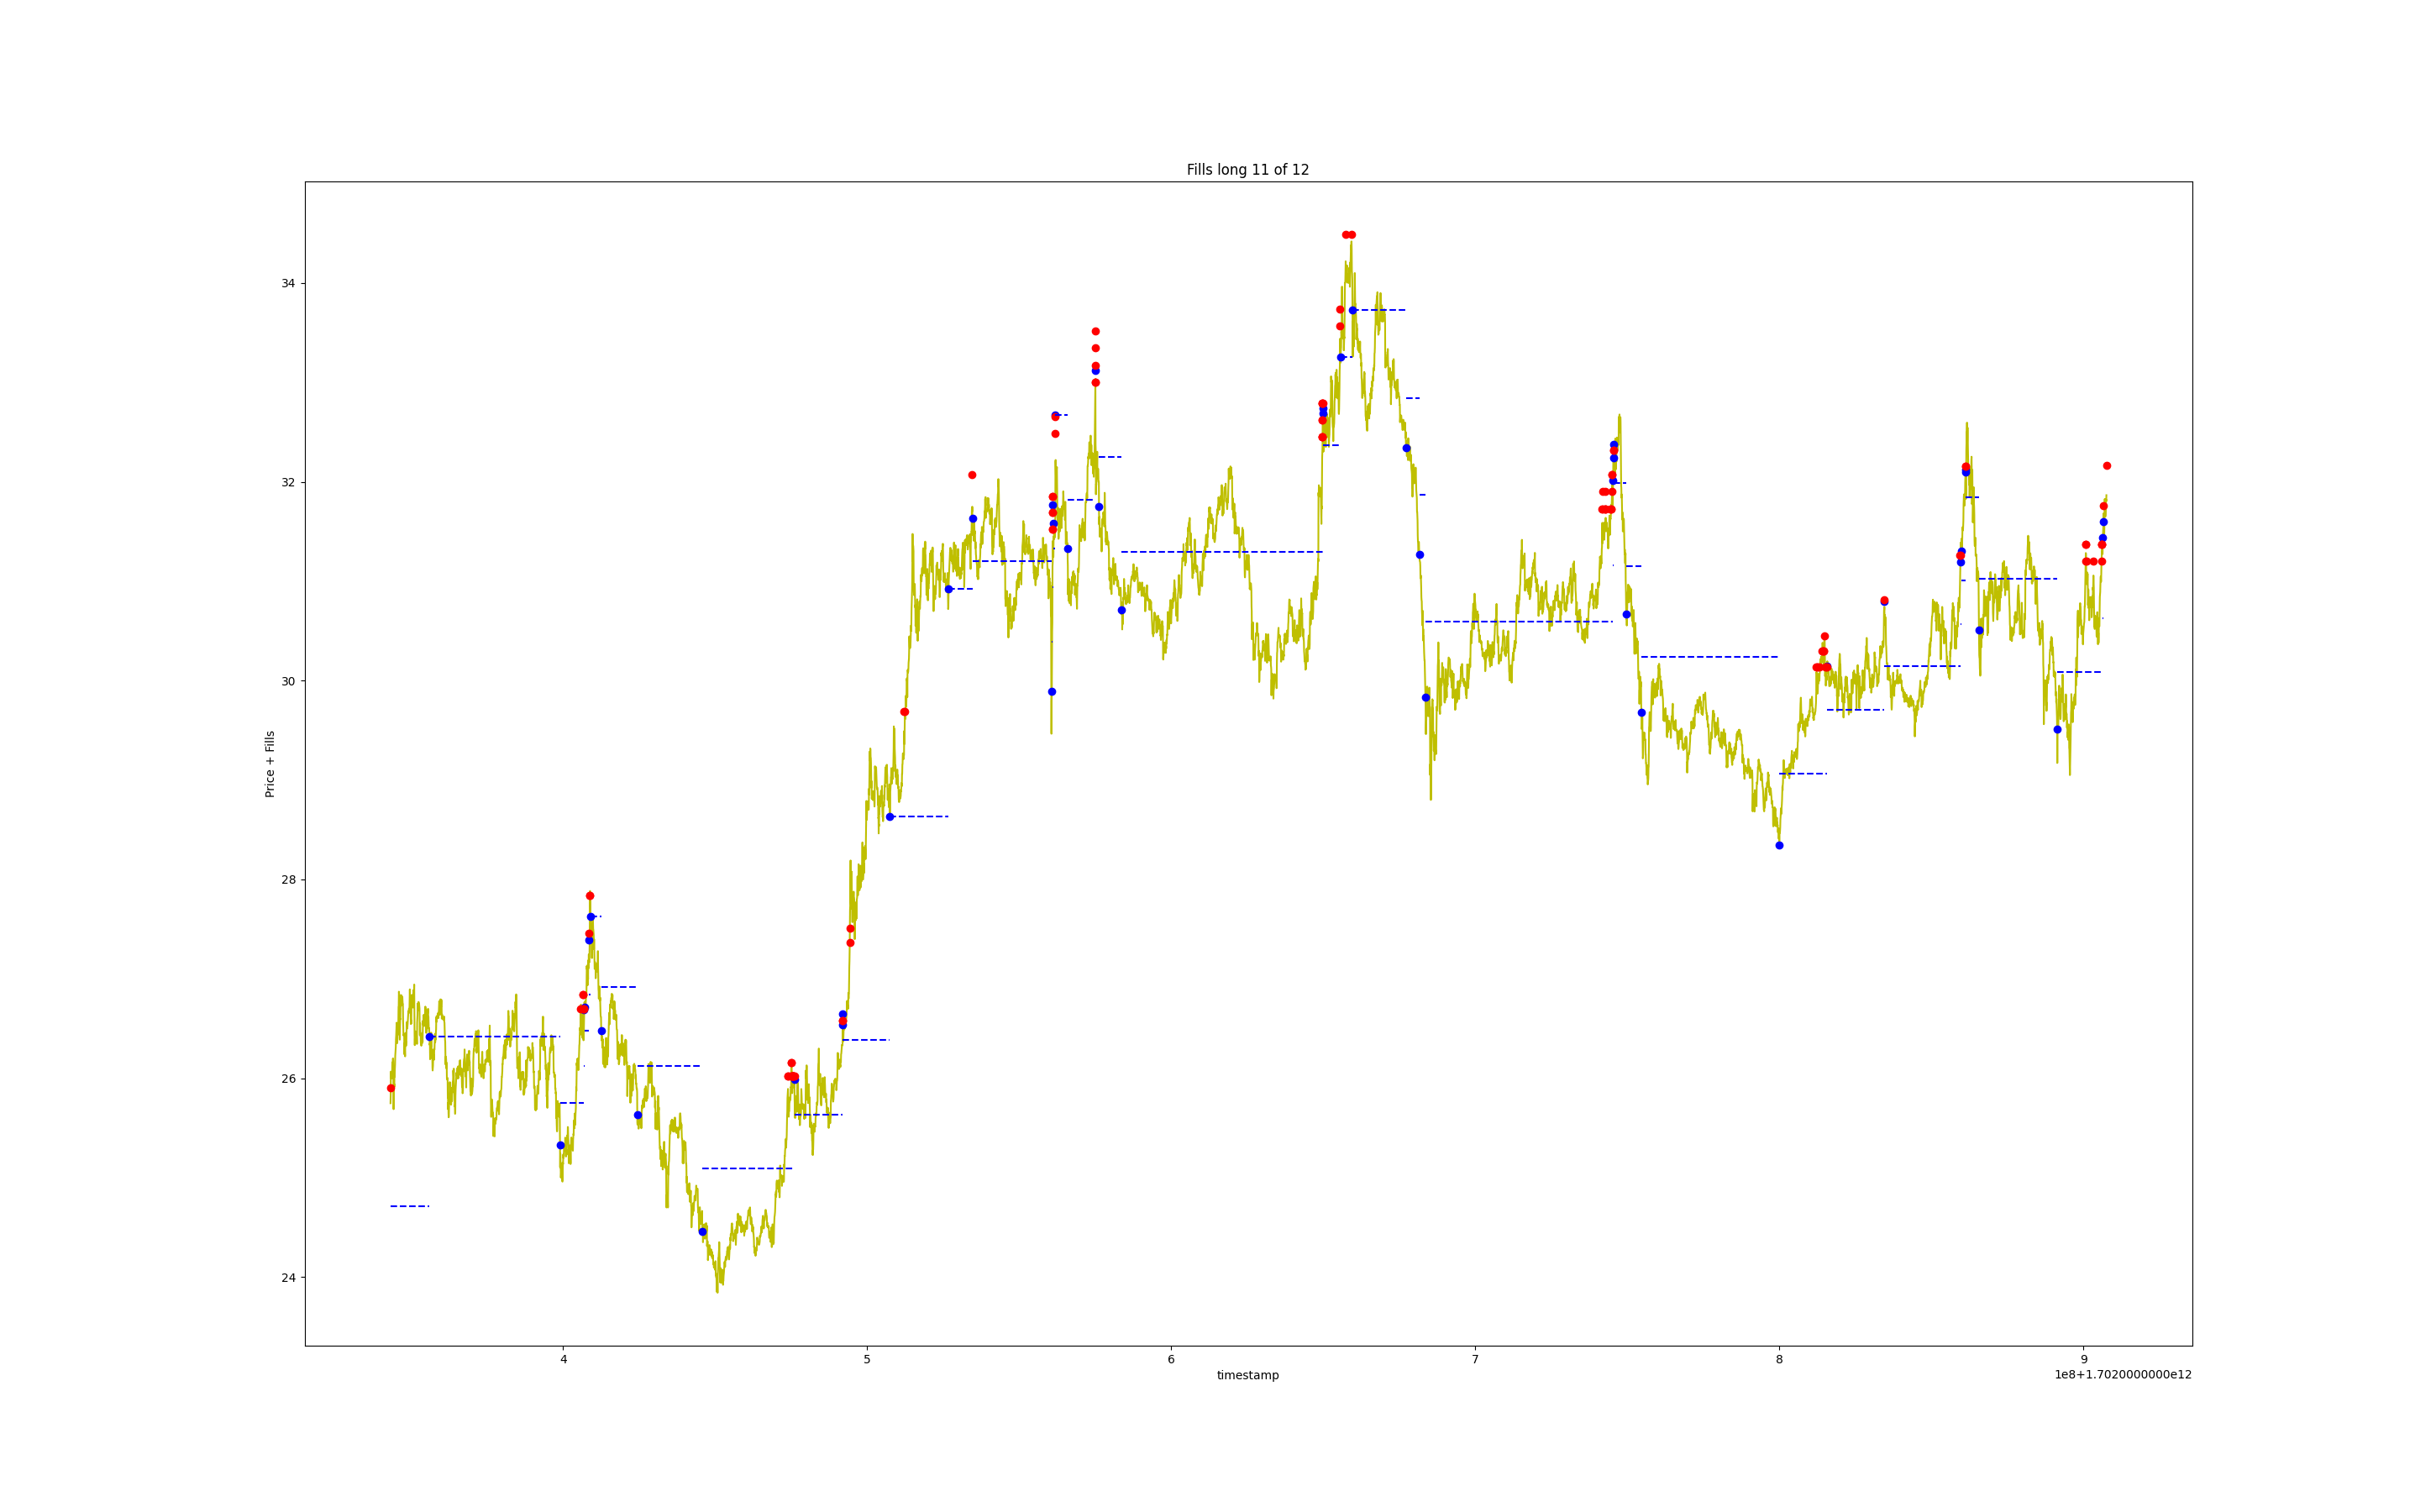 Fills long 11 of 12
34
32
30
28
26
24
Price + Fills
4 5 6 7 8 9
timestamp
1e8+1.7020000000e12